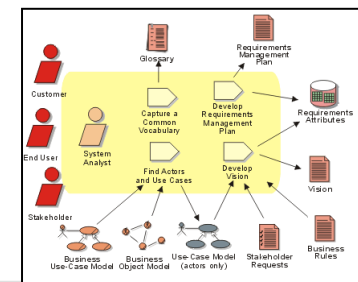 Requirements
Management
Plan
Glossary
Customer
Capture a
Common
Vocabulary
Develop
Requirements
Management
Plan
Requirements
Attributes
End User
System
Analyst
Find Actors
and Use Cases
Develop
Vision
Vision
Stakeholder
Business
Use-Case Model
Business
Object Model
Use-Case Model
(actors only)
Stakeholder
Requests
Business
Rules